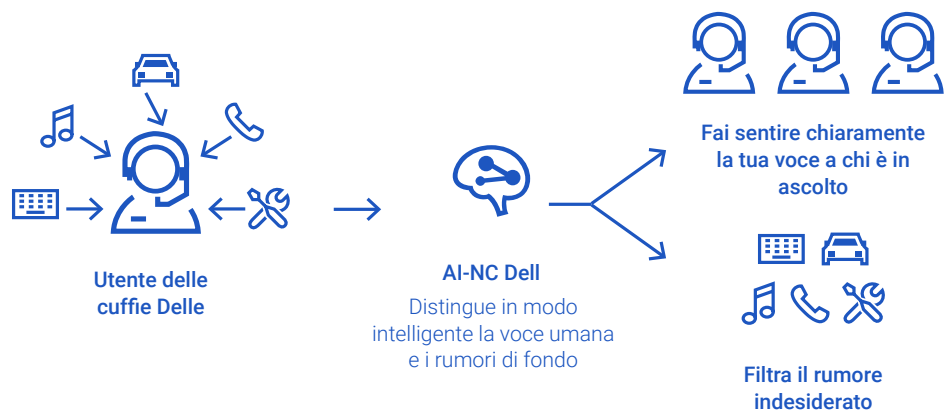 Utente delle
cuffie Delle
AI-NC Dell
Distingue in modo
intelligente la voce umana
e i rumori di fondo
Fai sentire chiaramente
la tua voce a chi è in
ascolto
Filtra il rumore
indesiderato